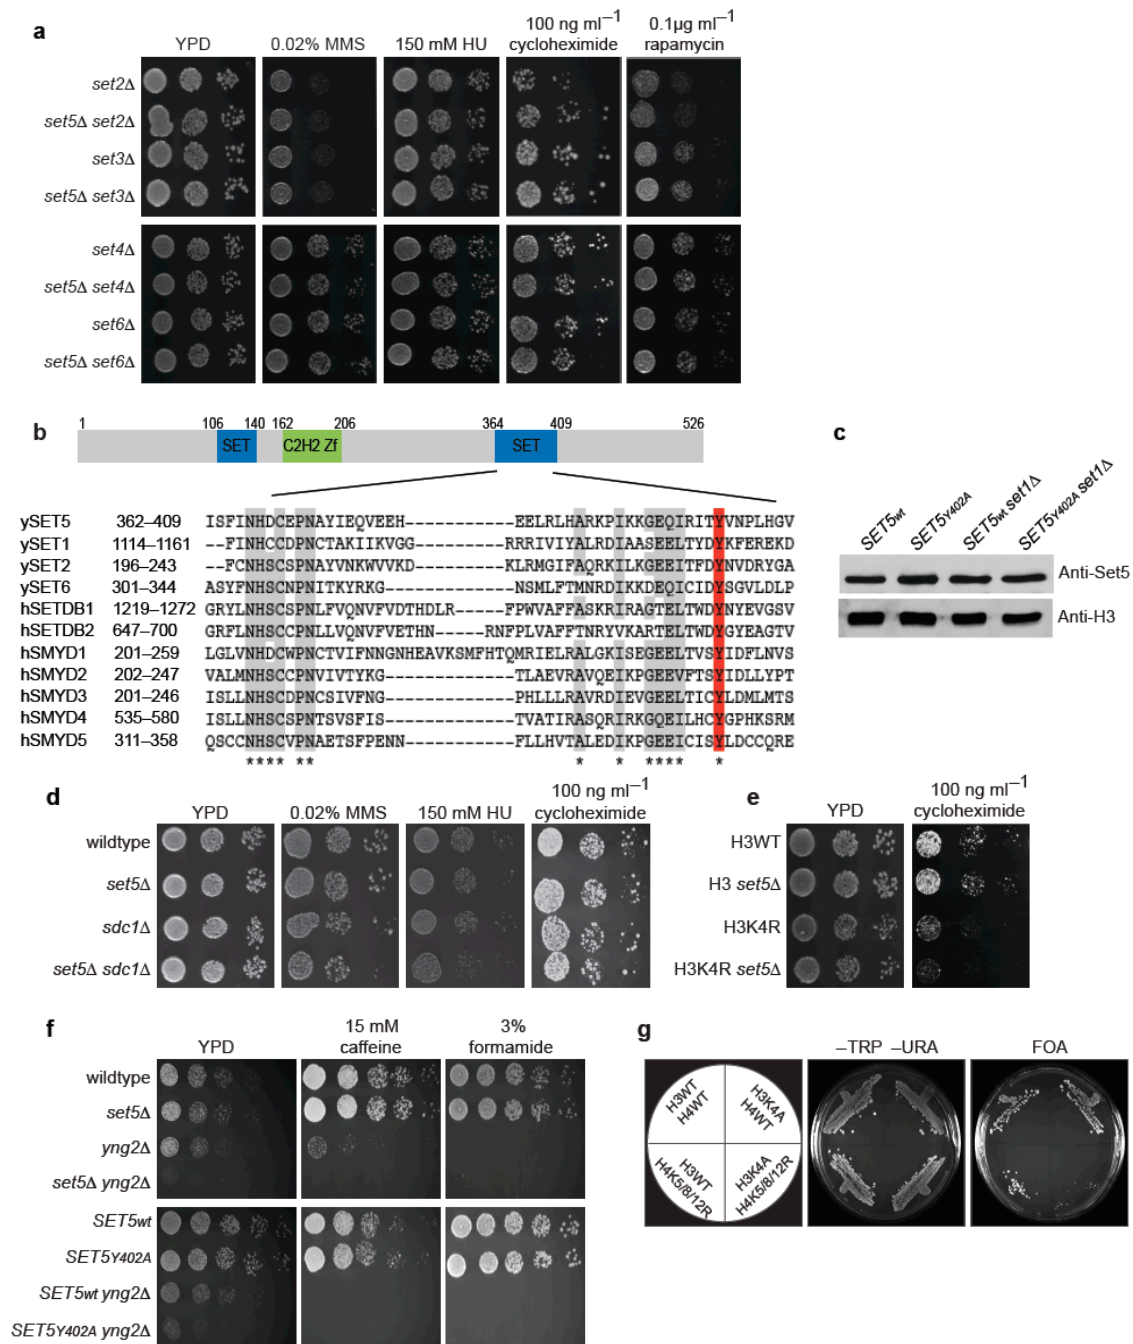 a
YPD
0.02% MMS
150 mM HU
100 ng ml−1
cycloheximide
0.1µg ml−1
rapamycin
set2Δ
set5Δ set2Δ
set3Δ
set5Δ set3Δ
set4Δ
set5Δ set4Δ
set6Δ
set5Δ set6Δ
b
1 106 140 162 206 364 409 526
SET C2H2 Zf SET
ySET5 362–409 ISFINHDCEPNAYIEQVEEH-----------EELRLHARKPIKKGEQIRITYVNPLHGV
ySET1 1114–1161 --FINHCCDPNCTAKIIKVGG----------RRRIVIYALRDIAASEELTYDYKFEREKD
ySET2 196–243 --FCNHSCSPNAYVNKWVVKD----------KLRMGIFAQRKILKGEEITFDYNVDRYGA
ySET6 301–344 ASYFNHSCNPNITKYRKG-------------NSMLFTMNRDIKKDEQICIDYSGVLDLP
hSETDB1 1219–1272 GRYLNHSCSPNLFVQNVFVDTHDLR------FPWVAFFASKRIRAGTELTWDYNYEVGSV
hSETDB2 647–700 GRFLNHSCCPNLLVQNVFVETHN-----RNFPLVAFFTNRYVKARTELTWDYGYEAGTV
hSMYD1 201–259 LGLVNHDCWPNCTVIFNNGNHEAVKSMFHTQMRIELRALGKISEGEELTVSYIDFLNVS
hSMYD2 202–247 VALMNHSCCPNVIVTYKG-------------TLAEVRAVQEIKPGEEVFTSYIDLLYPT
hSMYD3 201–246 ISLLNHSCDPNCSIVFNG-------------PHLLLRAVRDIEVGEELTICYLDMLMTS
hSMYD4 535–580 ISLLNHSCSPNTSVSFIS-------------TVATIRASQRIRKGQEILHCYGPHKSRM
hSMYD5 311–358 QSCCNHSCVPNAETSFPENN-----------FLLHVTALEDIKPGEEICISYLDCCQRE
**** ** * * **** *
c
SET5wt
SET5Y402A
SET5wt set1Δ
SET5Y402A set1Δ
Anti-Set5
Anti-H3
d
YPD
0.02% MMS
150 mM HU
100 ng ml−1
cycloheximide
wildtype
set5Δ
sdc1Δ
set5Δ sdc1Δ
e
YPD
100 ng ml−1
cycloheximide
H3WT
H3 set5Δ
H3K4R
H3K4R set5Δ
f
YPD
15 mM
caffeine
3%
formamide
wildtype
set5Δ
yng2Δ
set5Δ yng2Δ
SET5wt
SET5Y402A
SET5wt yng2Δ
SET5Y402A yng2Δ
g
–TRP –URA
FOA
H3WT
H4WT
H3K4A
H4WT
H3WT
H4K5/8/12R
H3K4A
H4K5/8/12R